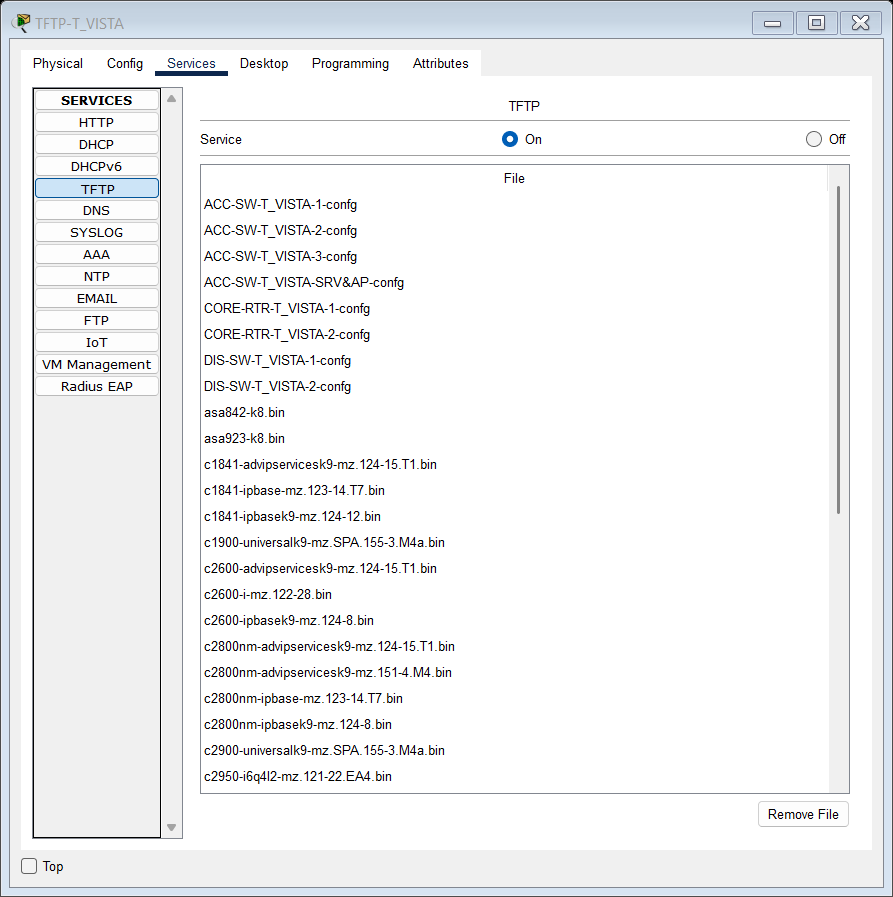 TFTP-T_VISTA
Physical Config Services Desktop Programming Attributes
SERVICES
HTTP
DHCP
DHCPv6
TFTP
DNS
SYSLOG
AAA
NTP
EMAIL
FTP
IoT
VM Management
Radius EAP
TFTP
Service On Off
File
ACC-SW-T_VISTA-1-confg
ACC-SW-T_VISTA-2-confg
ACC-SW-T_VISTA-3-confg
ACC-SW-T_VISTA-SRV&AP-confg
CORE-RTR-T_VISTA-1-confg
CORE-RTR-T_VISTA-2-confg
DIS-SW-T_VISTA-1-confg
DIS-SW-T_VISTA-2-confg
asa842-k8.bin
asa923-k8.bin
c1841-advipservicesk9-mz.124-15.T1.bin
c1841-ipbase-mz.123-14.T7.bin
c1841-ipbasek9-mz.124-12.bin
c1900-universalk9-mz.SPA.155-3.M4a.bin
c2600-advipservicesk9-mz.124-15.T1.bin
c2600-i-mz.122-28.bin
c2600-ipbasek9-mz.124-8.bin
c2800nm-advipservicesk9-mz.124-15.T1.bin
c2800nm-advipservicesk9-mz.151-4.M4.bin
c2800nm-ipbase-mz.123-14.T7.bin
c2800nm-ipbasek9-mz.124-8.bin
c2900-universalk9-mz.SPA.155-3.M4a.bin
c2950-i6q4l2-mz.121-22.EA4.bin
Remove File
Top